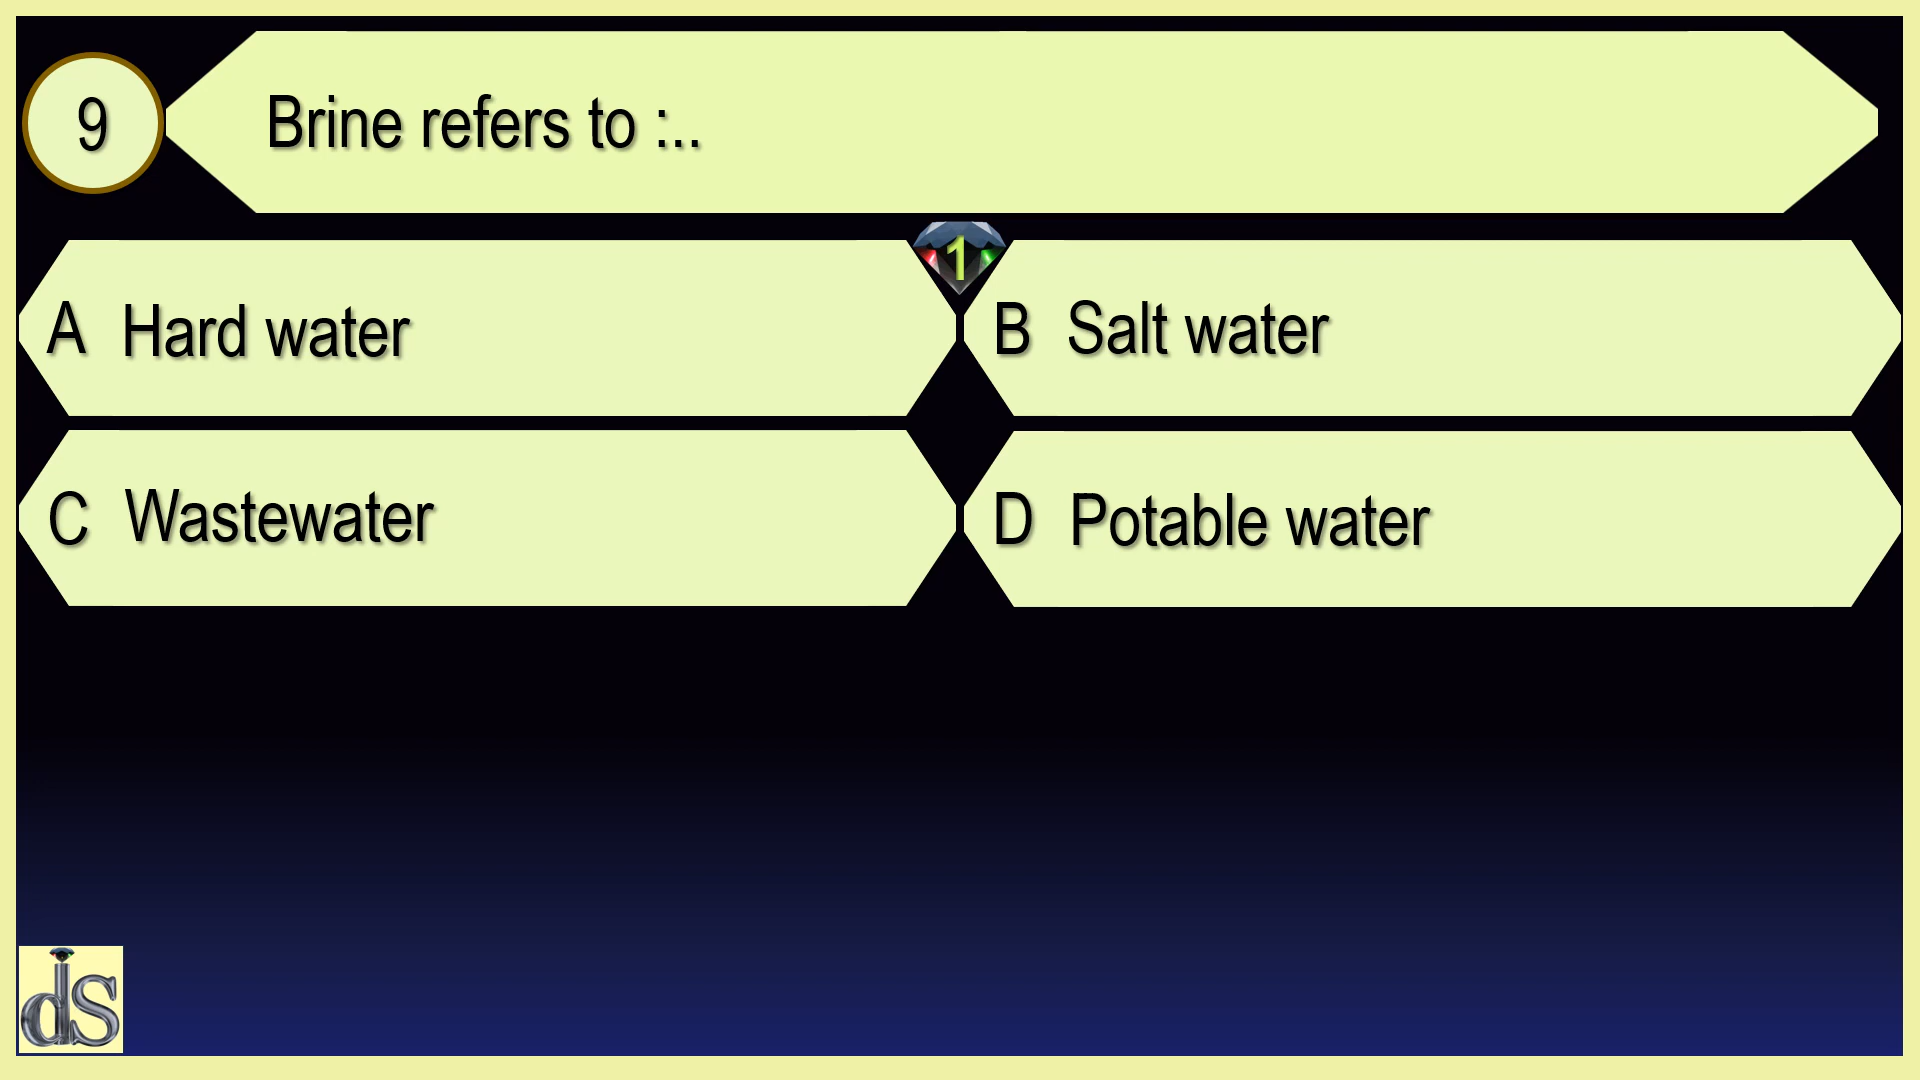 9
Brine refers to :..
1
A Hard water
B Salt water
C Wastewater
D Potable water
ds